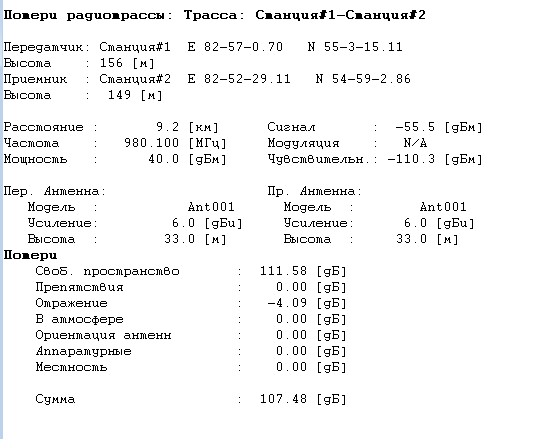 Потери радиотрассы: Трасса: Станция#1-Станция#2
Передатчик: Станция#1 E 82-57-0.70 N 55-3-15.11
Высота : 156 [м]
Приемник : Станция#2 E 82-52-29.11 N 54-59-2.86
Высота : 149 [м]
Расстояние : 9.2 [км] Сигнал : -55.5 [дБм]
Частота : 980.100 [МГц] Модуляция : N/A
Мощность : 40.0 [дБм] Чувствительн.: -110.3 [дБм]
Пер. Антенна: Пр. Антенна:
Модель : Ant001 Модель : Ant001
Усиление: 6.0 [дБи] Усиление: 6.0 [дБи]
Высота : 33.0 [м] Высота : 33.0 [м]
Потери
Своб. пространство : 111.58 [дБ]
Препятствия : 0.00 [дБ]
Отражение : -4.09 [дБ]
В атмосфере : 0.00 [дБ]
Ориентация антенн : 0.00 [дБ]
Аппаратурные : 0.00 [дБ]
Местность : 0.00 [дБ]
Сумма : 107.48 [дБ]